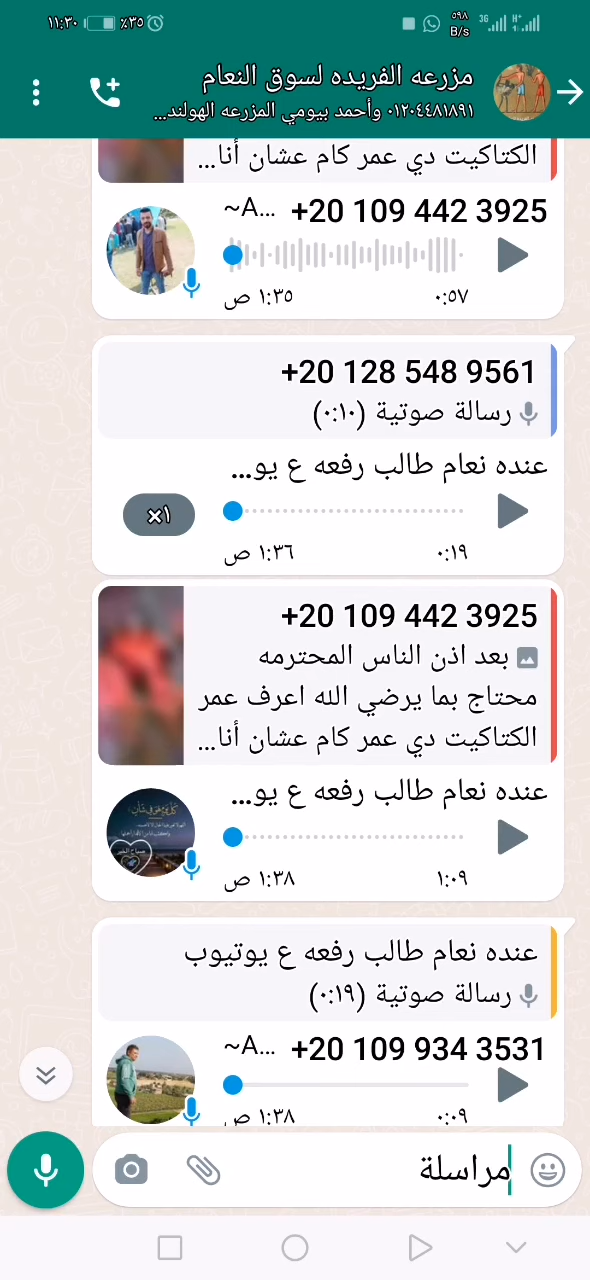 ١١:٣٠ ٪٣٥ ٥٩٨ B/s 3G H+
مزرعه الفريده لسوق النعام
٠١٢٠٤٤٨١٨٩١ وأحمد بيومي المزرعه الهولند...
الكتاكيت دي عمر كام عشان أنا...
~A... +20 109 442 3925
٠:٥٧ ١:٣٥ ص
+20 128 548 9561
رسالة صوتية (٠:١٠)
عنده نعام طالب رفعه ع يو...
×١
٠:١٩ ١:٣٦ ص
+20 109 442 3925
بعد اذن الناس المحترمه
محتاج بما يرضي الله اعرف عمر
الكتاكيت دي عمر كام عشان أنا...
عنده نعام طالب رفعه ع يو...
صباح الخير
١:٠٩ ١:٣٨ ص
عنده نعام طالب رفعه ع يوتيوب
رسالة صوتية (٠:١٩)
~A... +20 109 934 3531
٠:٠٩ ١:٣٨ ص
مراسلة